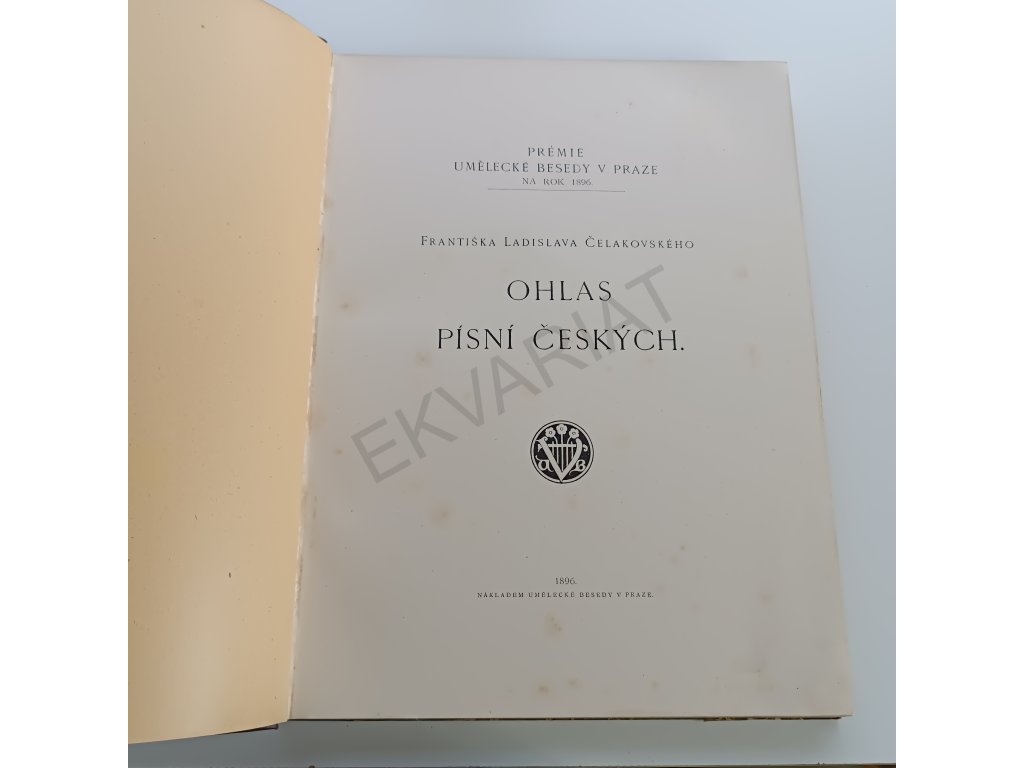 PRÉMIE
UMĚLECKÉ BESEDY V PRAZE
NA ROK 1896.
FRANTIŠKA LADISLAVA ČELAKOVSKÉHO
OHLAS
PÍSNÍ ČESKÝCH.
EKVARIAT
1896.
NÁKLADEM UMĚLECKÉ BESEDY V PRAZE.